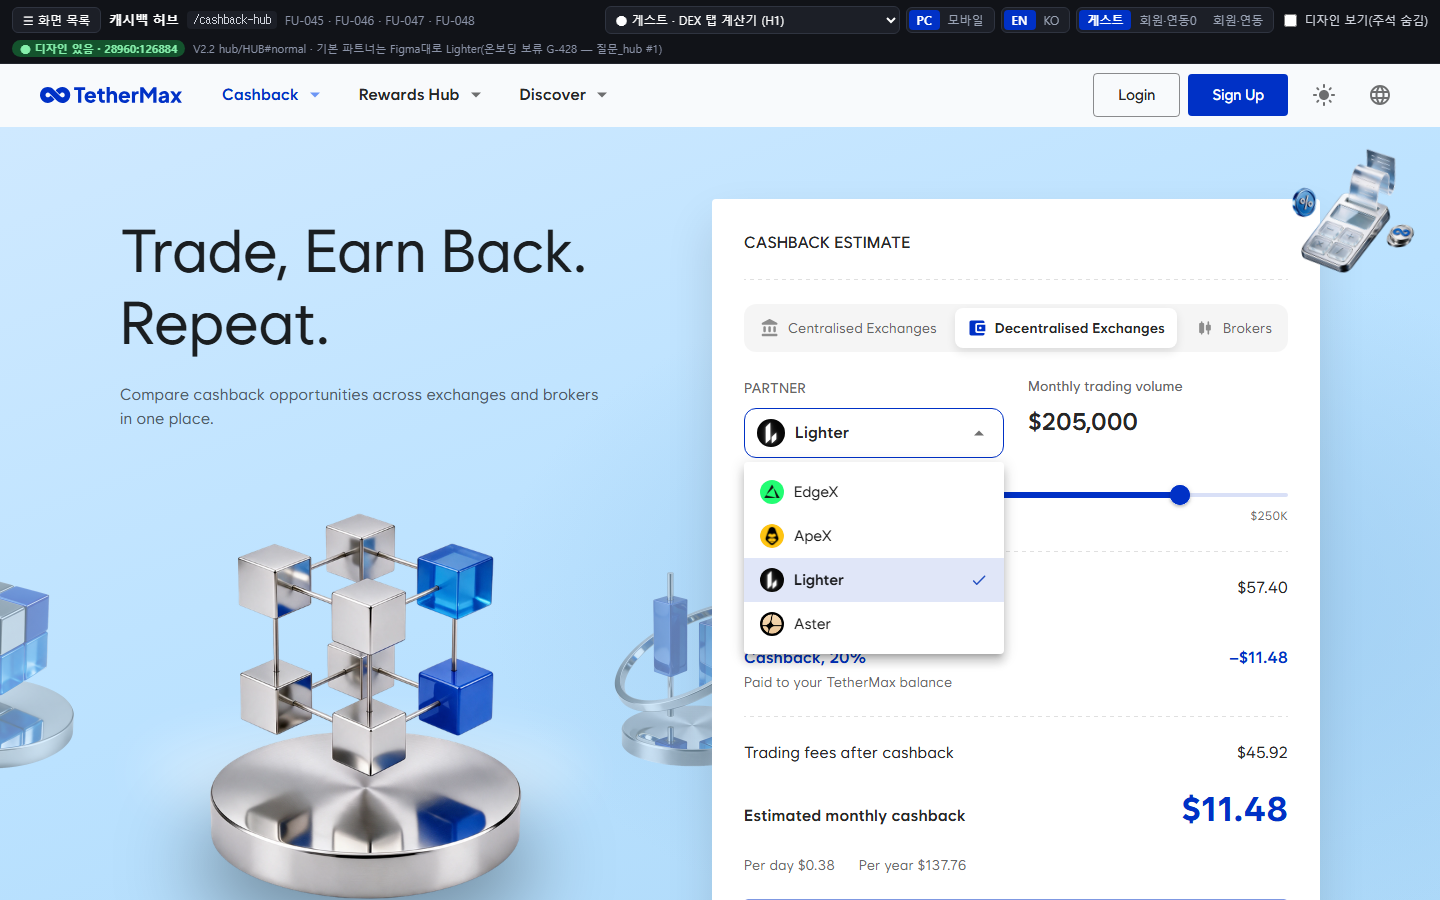 ☰ 화면 목록 캐시백 허브 /cashback-hub FU-045 · FU-046 · FU-047 · FU-048 ● 게스트 · DEX 탭 계산기 (H1) PC 모바일 EN KO 게스트 회원·연동0 회원·연동 디자인 보기(주석 숨김)
● 디자인 있음 · 28960:126884 V2.2 hub/HUB#normal · 기본 파트너는 Figma대로 Lighter(온보딩 보류 G-428 — 질문_hub #1)
TetherMax Cashback Rewards Hub Discover Login Sign Up
Trade, Earn Back.
Repeat.
Compare cashback opportunities across exchanges and brokers
in one place.
CASHBACK ESTIMATE
Centralised Exchanges Decentralised Exchanges Brokers
PARTNER
Lighter
EdgeX
ApeX
Lighter
Aster
Monthly trading volume
$205,000
$250K
$57.40
Cashback, 20% –$11.48
Paid to your TetherMax balance
Trading fees after cashback $45.92
Estimated monthly cashback $11.48
Per day $0.38 Per year $137.76